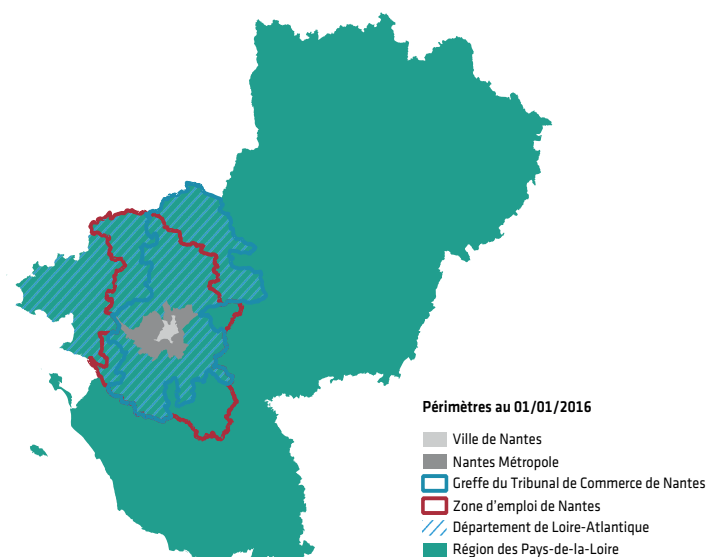 Périmètres au 01/01/2016
Ville de Nantes
Nantes Métropole
Greffe du Tribunal de Commerce de Nantes
Zone d'emploi de Nantes
Département de Loire-Atlantique
Région des Pays-de-la-Loire